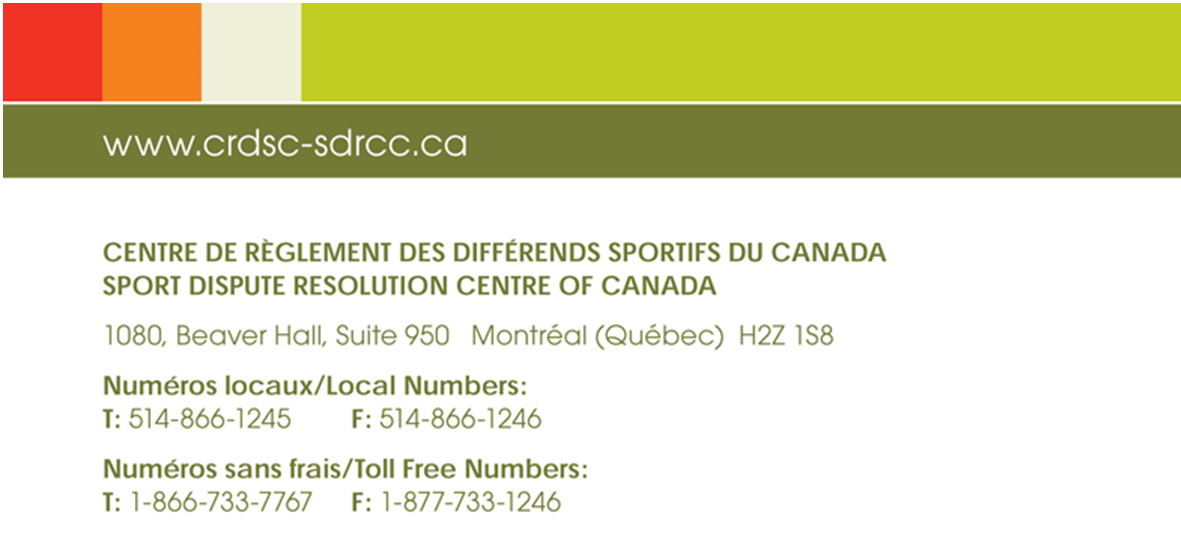 www.crdsc-sdrcc.ca
CENTRE DE RÈGLEMENT DES DIFFÉRENDS SPORTIFS DU CANADA
SPORT DISPUTE RESOLUTION CENTRE OF CANADA
1080, Beaver Hall, Suite 950 Montréal (Québec) H2Z 1S8
Numéros locaux/Local Numbers:
T: 514-866-1245 F: 514-866-1246
Numéros sans frais/Toll Free Numbers:
T: 1-866-733-7767 F: 1-877-733-1246